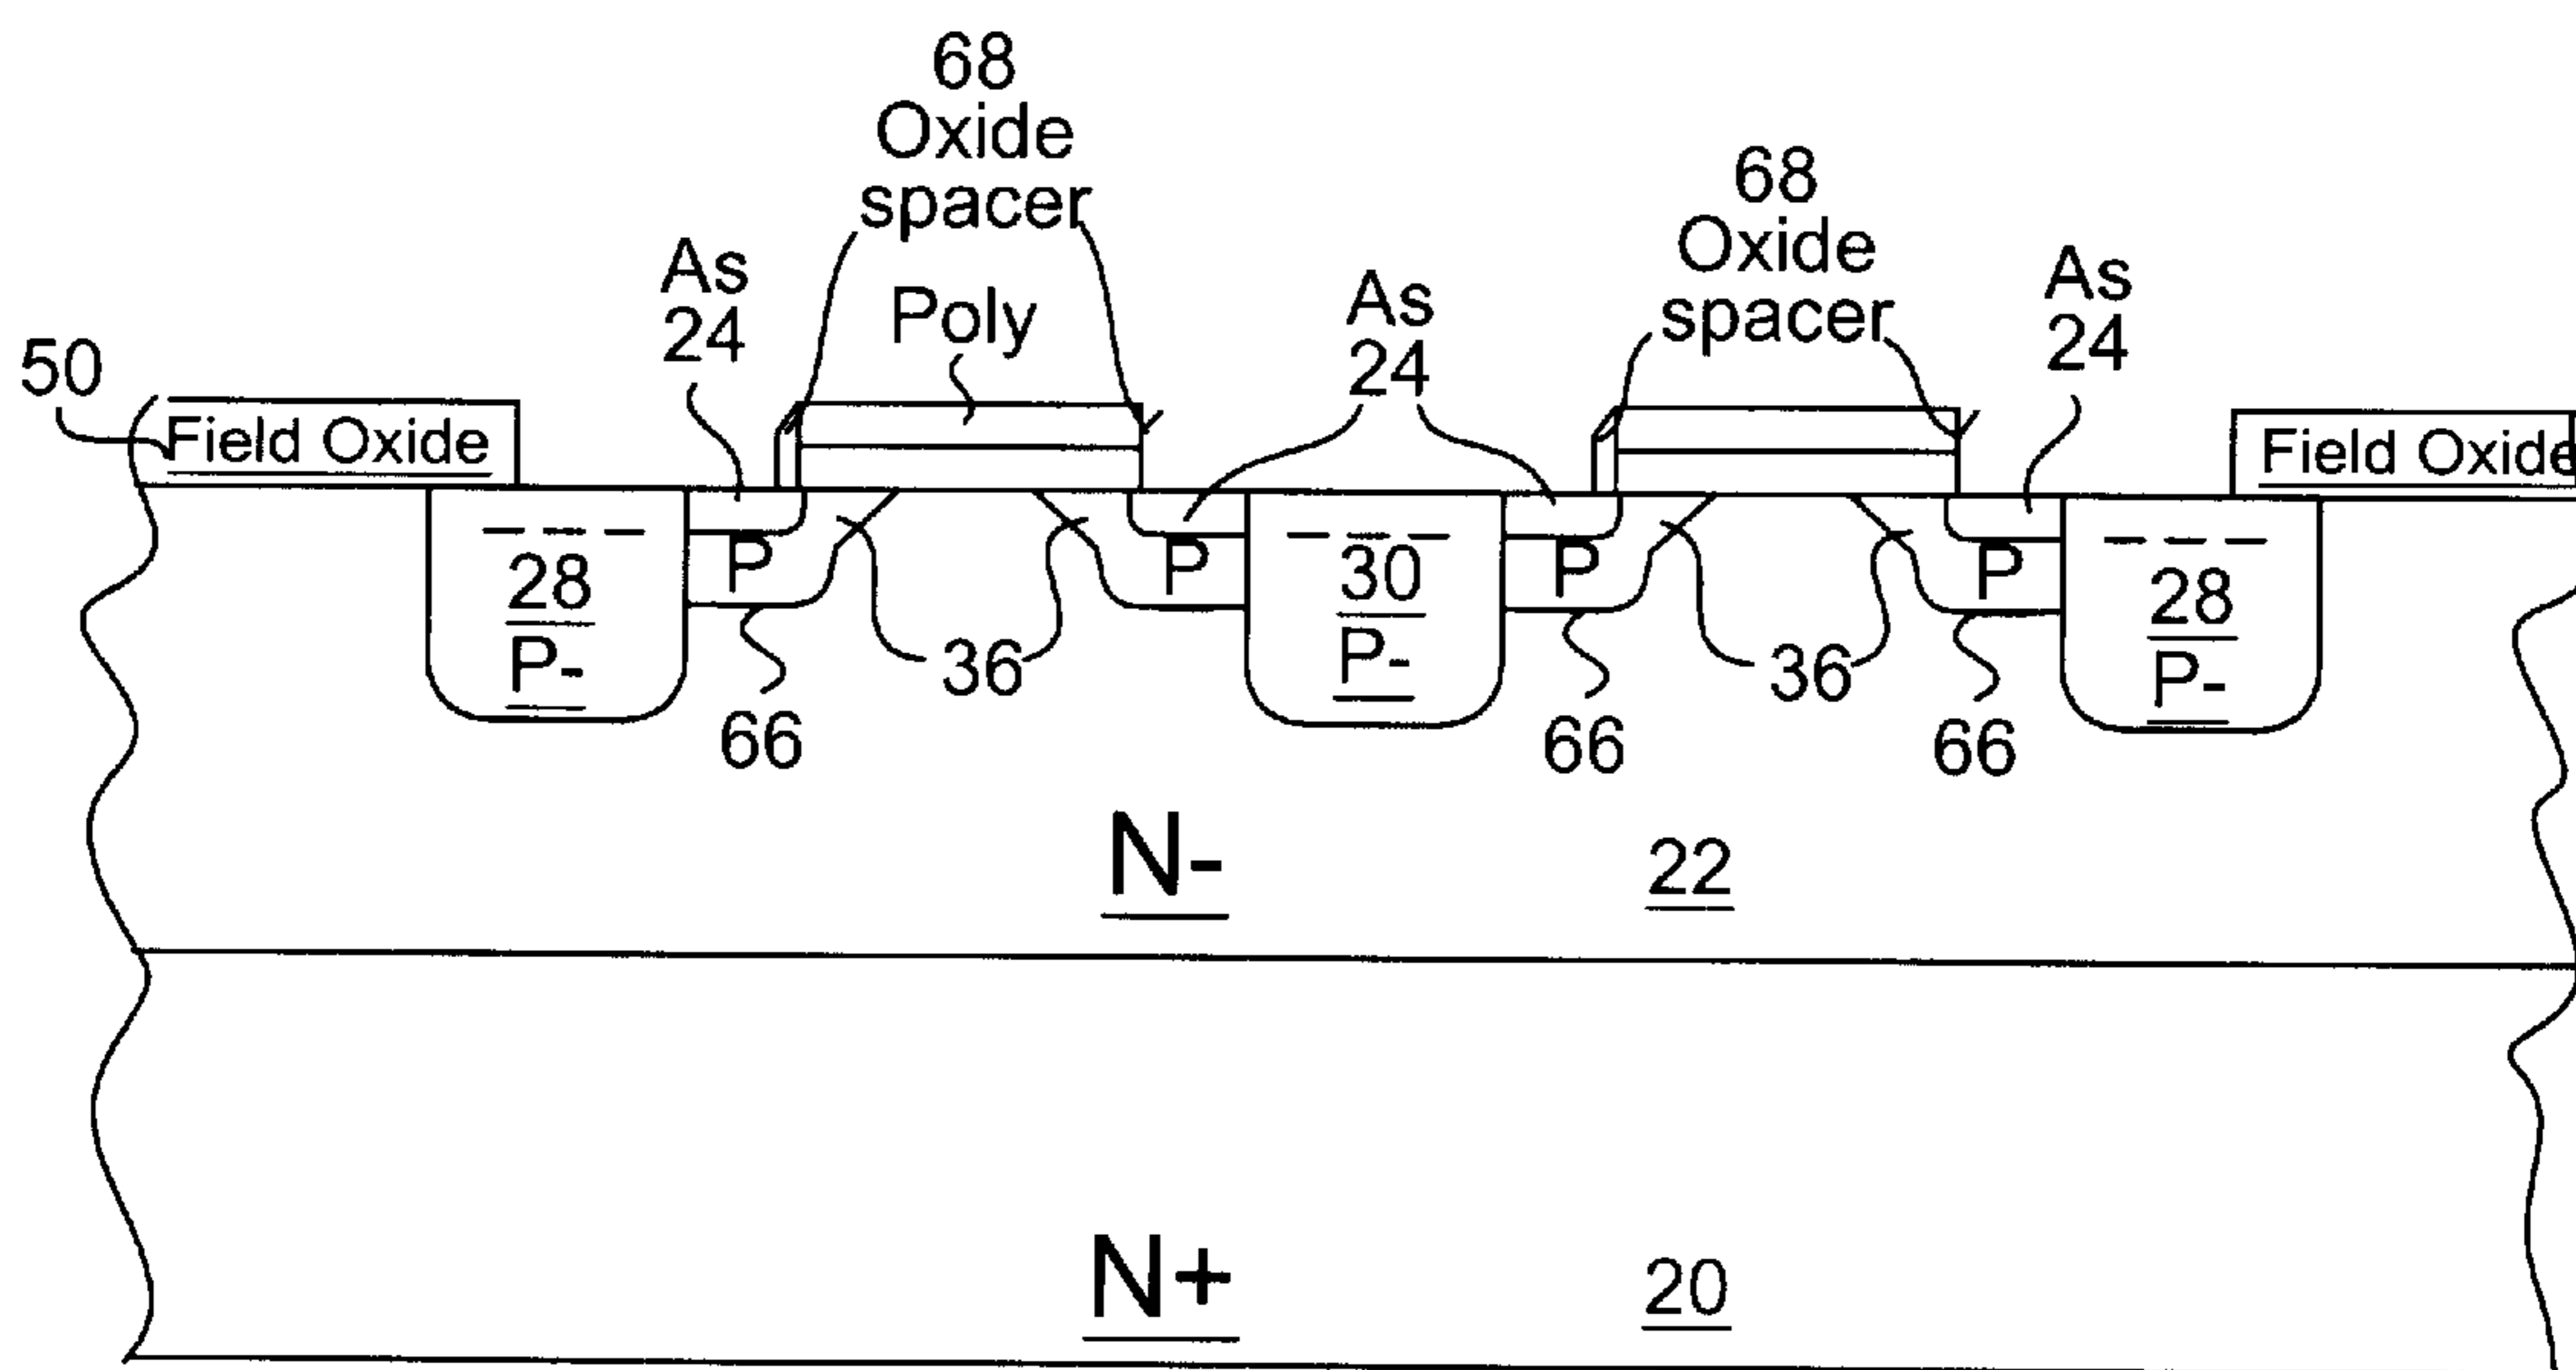 68
Oxide
spacer
68
Oxide
spacer
As
24
Poly
As
24
As
24
50
Field Oxide
Field Oxide
P
P
P
P
28
P-
30
P-
28
P-
36
36
66
66
66
N-
22
N+
20